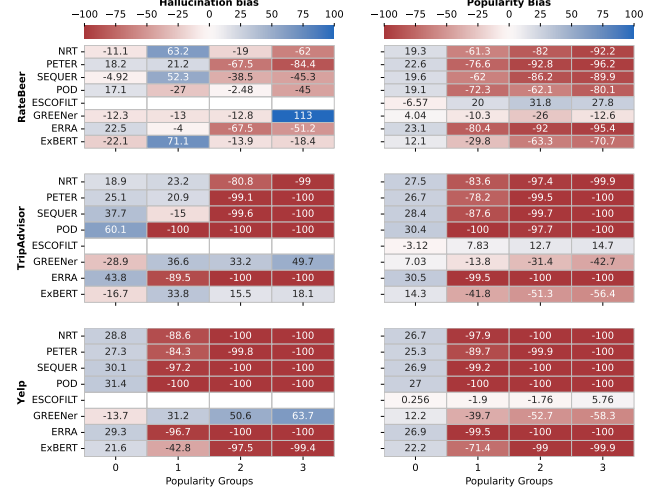 Hallucination bias Popularity Bias
−100 −75 −50 −25 0 25 50 75 100 −100 −75 −50 −25 0 25 50 75 100
RateBeer
NRT -11.1 63.2 -19 -62 19.3 -61.3 -82 -92.2
PETER 18.2 21.2 -67.5 -84.4 22.6 -76.6 -92.8 -96.2
SEQUER -4.92 52.3 -38.5 -45.3 19.6 -62 -86.2 -89.9
POD 17.1 -27 -2.48 -45 19.1 -72.3 -62.1 -80.1
ESCOFILT -6.57 20 31.8 27.8
GREENer -12.3 -13 -12.8 113 4.04 -10.3 -26 -12.6
ERRA 22.5 -4 -67.5 -51.2 23.1 -80.4 -92 -95.4
ExBERT -22.1 71.1 -13.9 -18.4 12.1 -29.8 -63.3 -70.7
TripAdvisor
NRT 18.9 23.2 -80.8 -99 27.5 -83.6 -97.4 -99.9
PETER 25.1 20.9 -99.1 -100 26.7 -78.2 -99.5 -100
SEQUER 37.7 -15 -99.6 -100 28.4 -87.6 -99.7 -100
POD 60.1 -100 -100 -100 30.4 -100 -97.7 -100
ESCOFILT -3.12 7.83 12.7 14.7
GREENer -28.9 36.6 33.2 49.7 7.03 -13.8 -31.4 -42.7
ERRA 43.8 -89.5 -100 -100 30.5 -99.5 -100 -100
ExBERT -16.7 33.8 15.5 18.1 14.3 -41.8 -51.3 -56.4
Yelp
NRT 28.8 -88.6 -100 -100 26.7 -97.9 -100 -100
PETER 27.3 -84.3 -99.8 -100 25.3 -89.7 -99.9 -100
SEQUER 30.1 -97.2 -100 -100 26.9 -99.2 -100 -100
POD 31.4 -100 -100 -100 27 -100 -100 -100
ESCOFILT 0.256 -1.9 -1.76 5.76
GREENer -13.7 31.2 50.6 63.7 12.2 -39.7 -52.7 -58.3
ERRA 29.3 -96.7 -100 -100 26.9 -99.5 -100 -100
ExBERT 21.6 -42.8 -97.5 -99.4 22.2 -71.4 -99 -99.9
0 1 2 3 0 1 2 3
Popularity Groups Popularity Groups